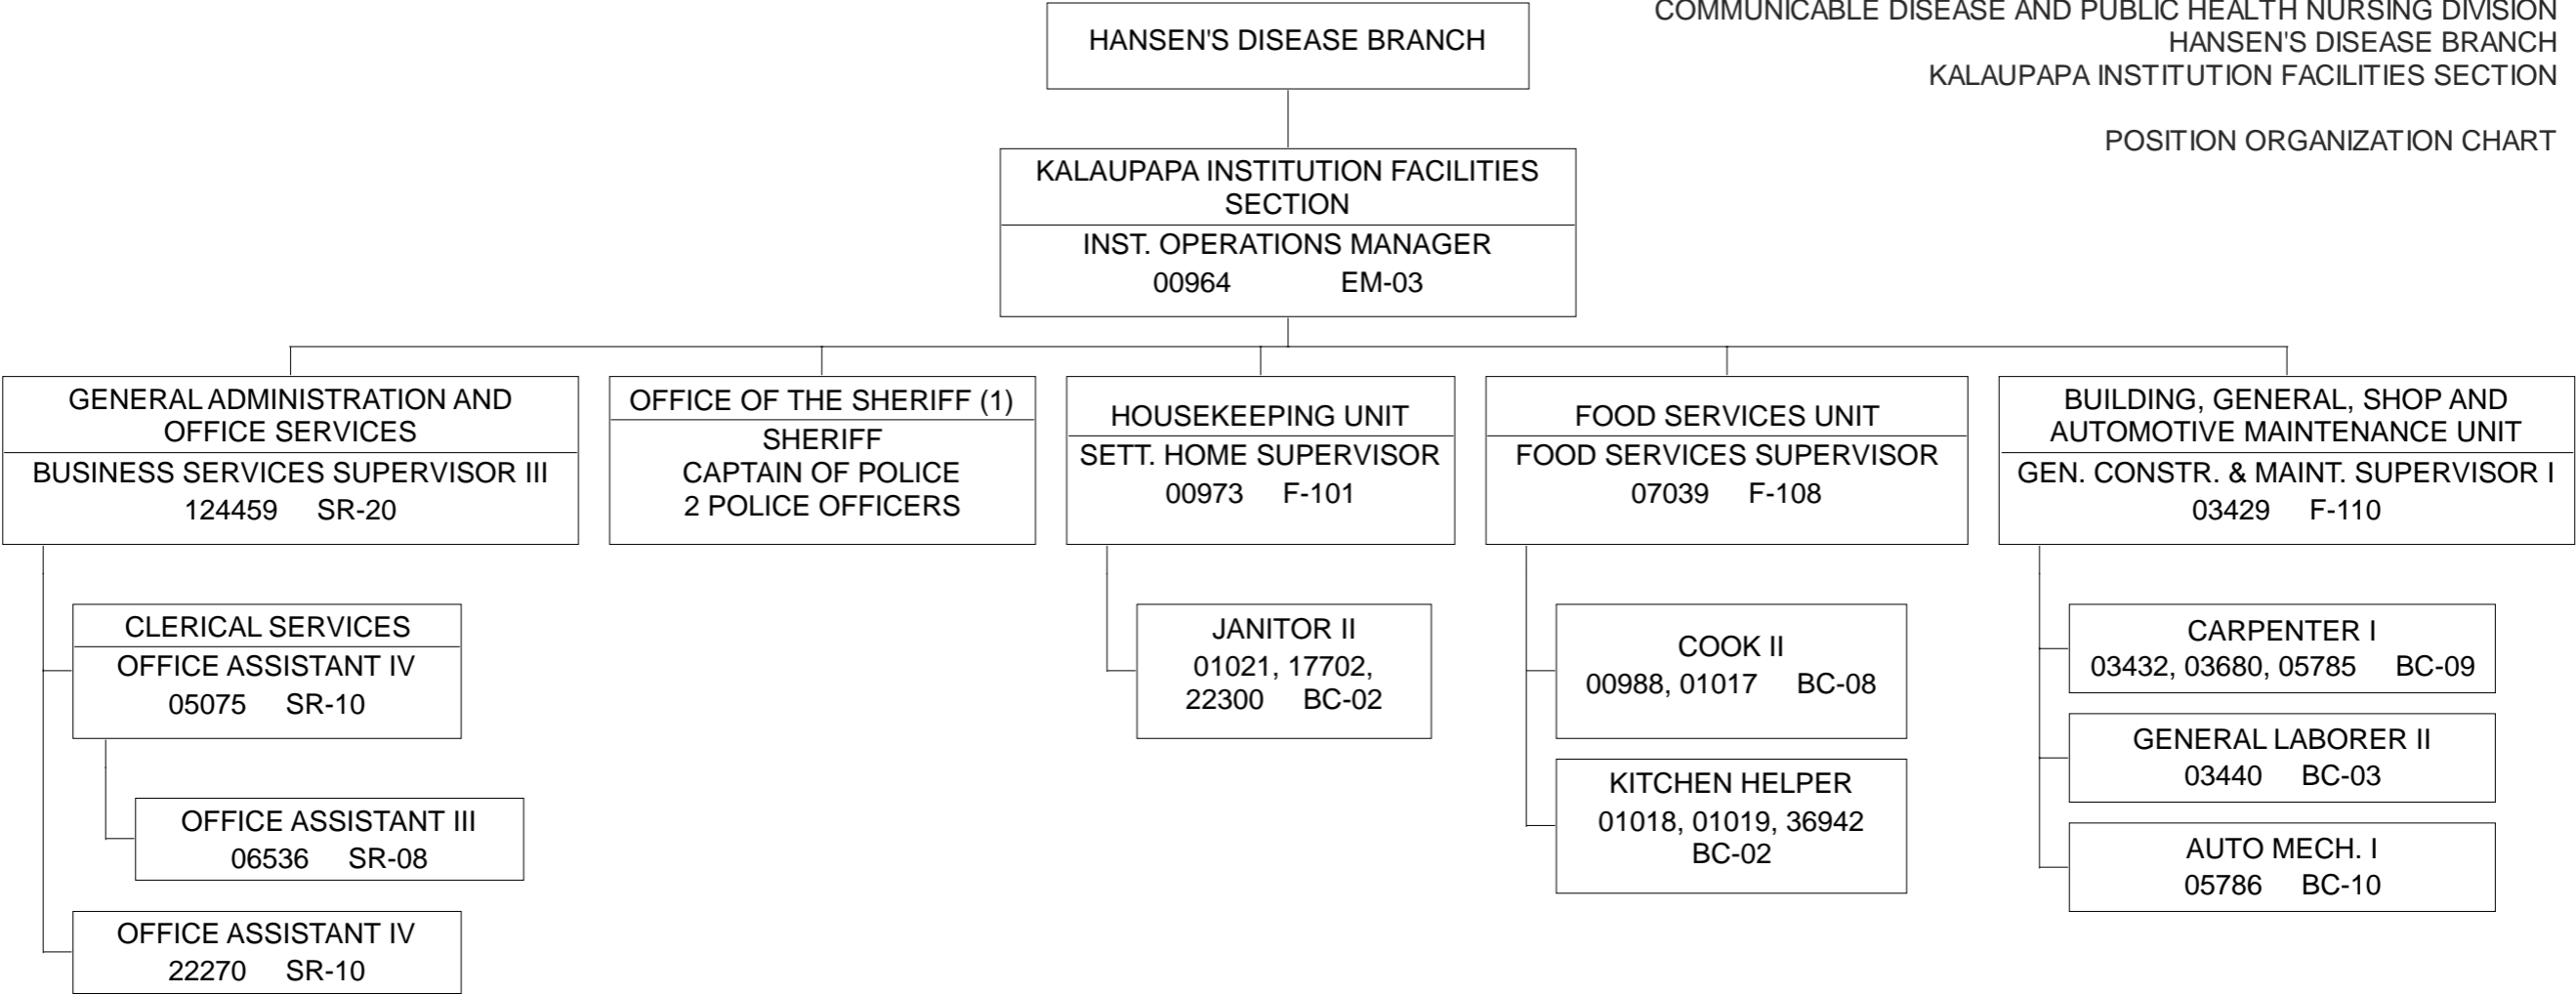 COMMUNICABLE DISEASE AND PUBLIC HEALTH NURSING DIVISION
HANSEN'S DISEASE BRANCH
KALAUPAPA INSTITUTION FACILITIES SECTION
POSITION ORGANIZATION CHART
HANSEN'S DISEASE BRANCH
KALAUPAPA INSTITUTION FACILITIES
SECTION
INST. OPERATIONS MANAGER
00964 EM-03
GENERAL ADMINISTRATION AND
OFFICE SERVICES
BUSINESS SERVICES SUPERVISOR III
124459 SR-20
CLERICAL SERVICES
OFFICE ASSISTANT IV
05075 SR-10
OFFICE ASSISTANT III
06536 SR-08
OFFICE ASSISTANT IV
22270 SR-10
OFFICE OF THE SHERIFF (1)
SHERIFF
CAPTAIN OF POLICE
2 POLICE OFFICERS
HOUSEKEEPING UNIT
SETT. HOME SUPERVISOR
00973 F-101
JANITOR II
01021, 17702,
22300 BC-02
FOOD SERVICES UNIT
FOOD SERVICES SUPERVISOR
07039 F-108
COOK II
00988, 01017 BC-08
KITCHEN HELPER
01018, 01019, 36942
BC-02
BUILDING, GENERAL, SHOP AND
AUTOMOTIVE MAINTENANCE UNIT
GEN. CONSTR. & MAINT. SUPERVISOR I
03429 F-110
CARPENTER I
03432, 03680, 05785 BC-09
GENERAL LABORER II
03440 BC-03
AUTO MECH. I
05786 BC-10